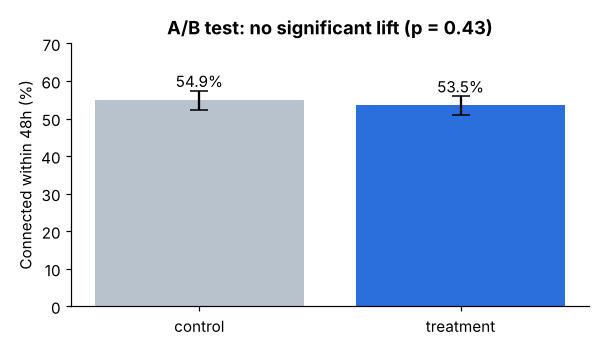 A/B test: no significant lift (p = 0.43)
Connected within 48h (%)
70
60
50
40
30
20
10
0
54.9%
53.5%
control
treatment